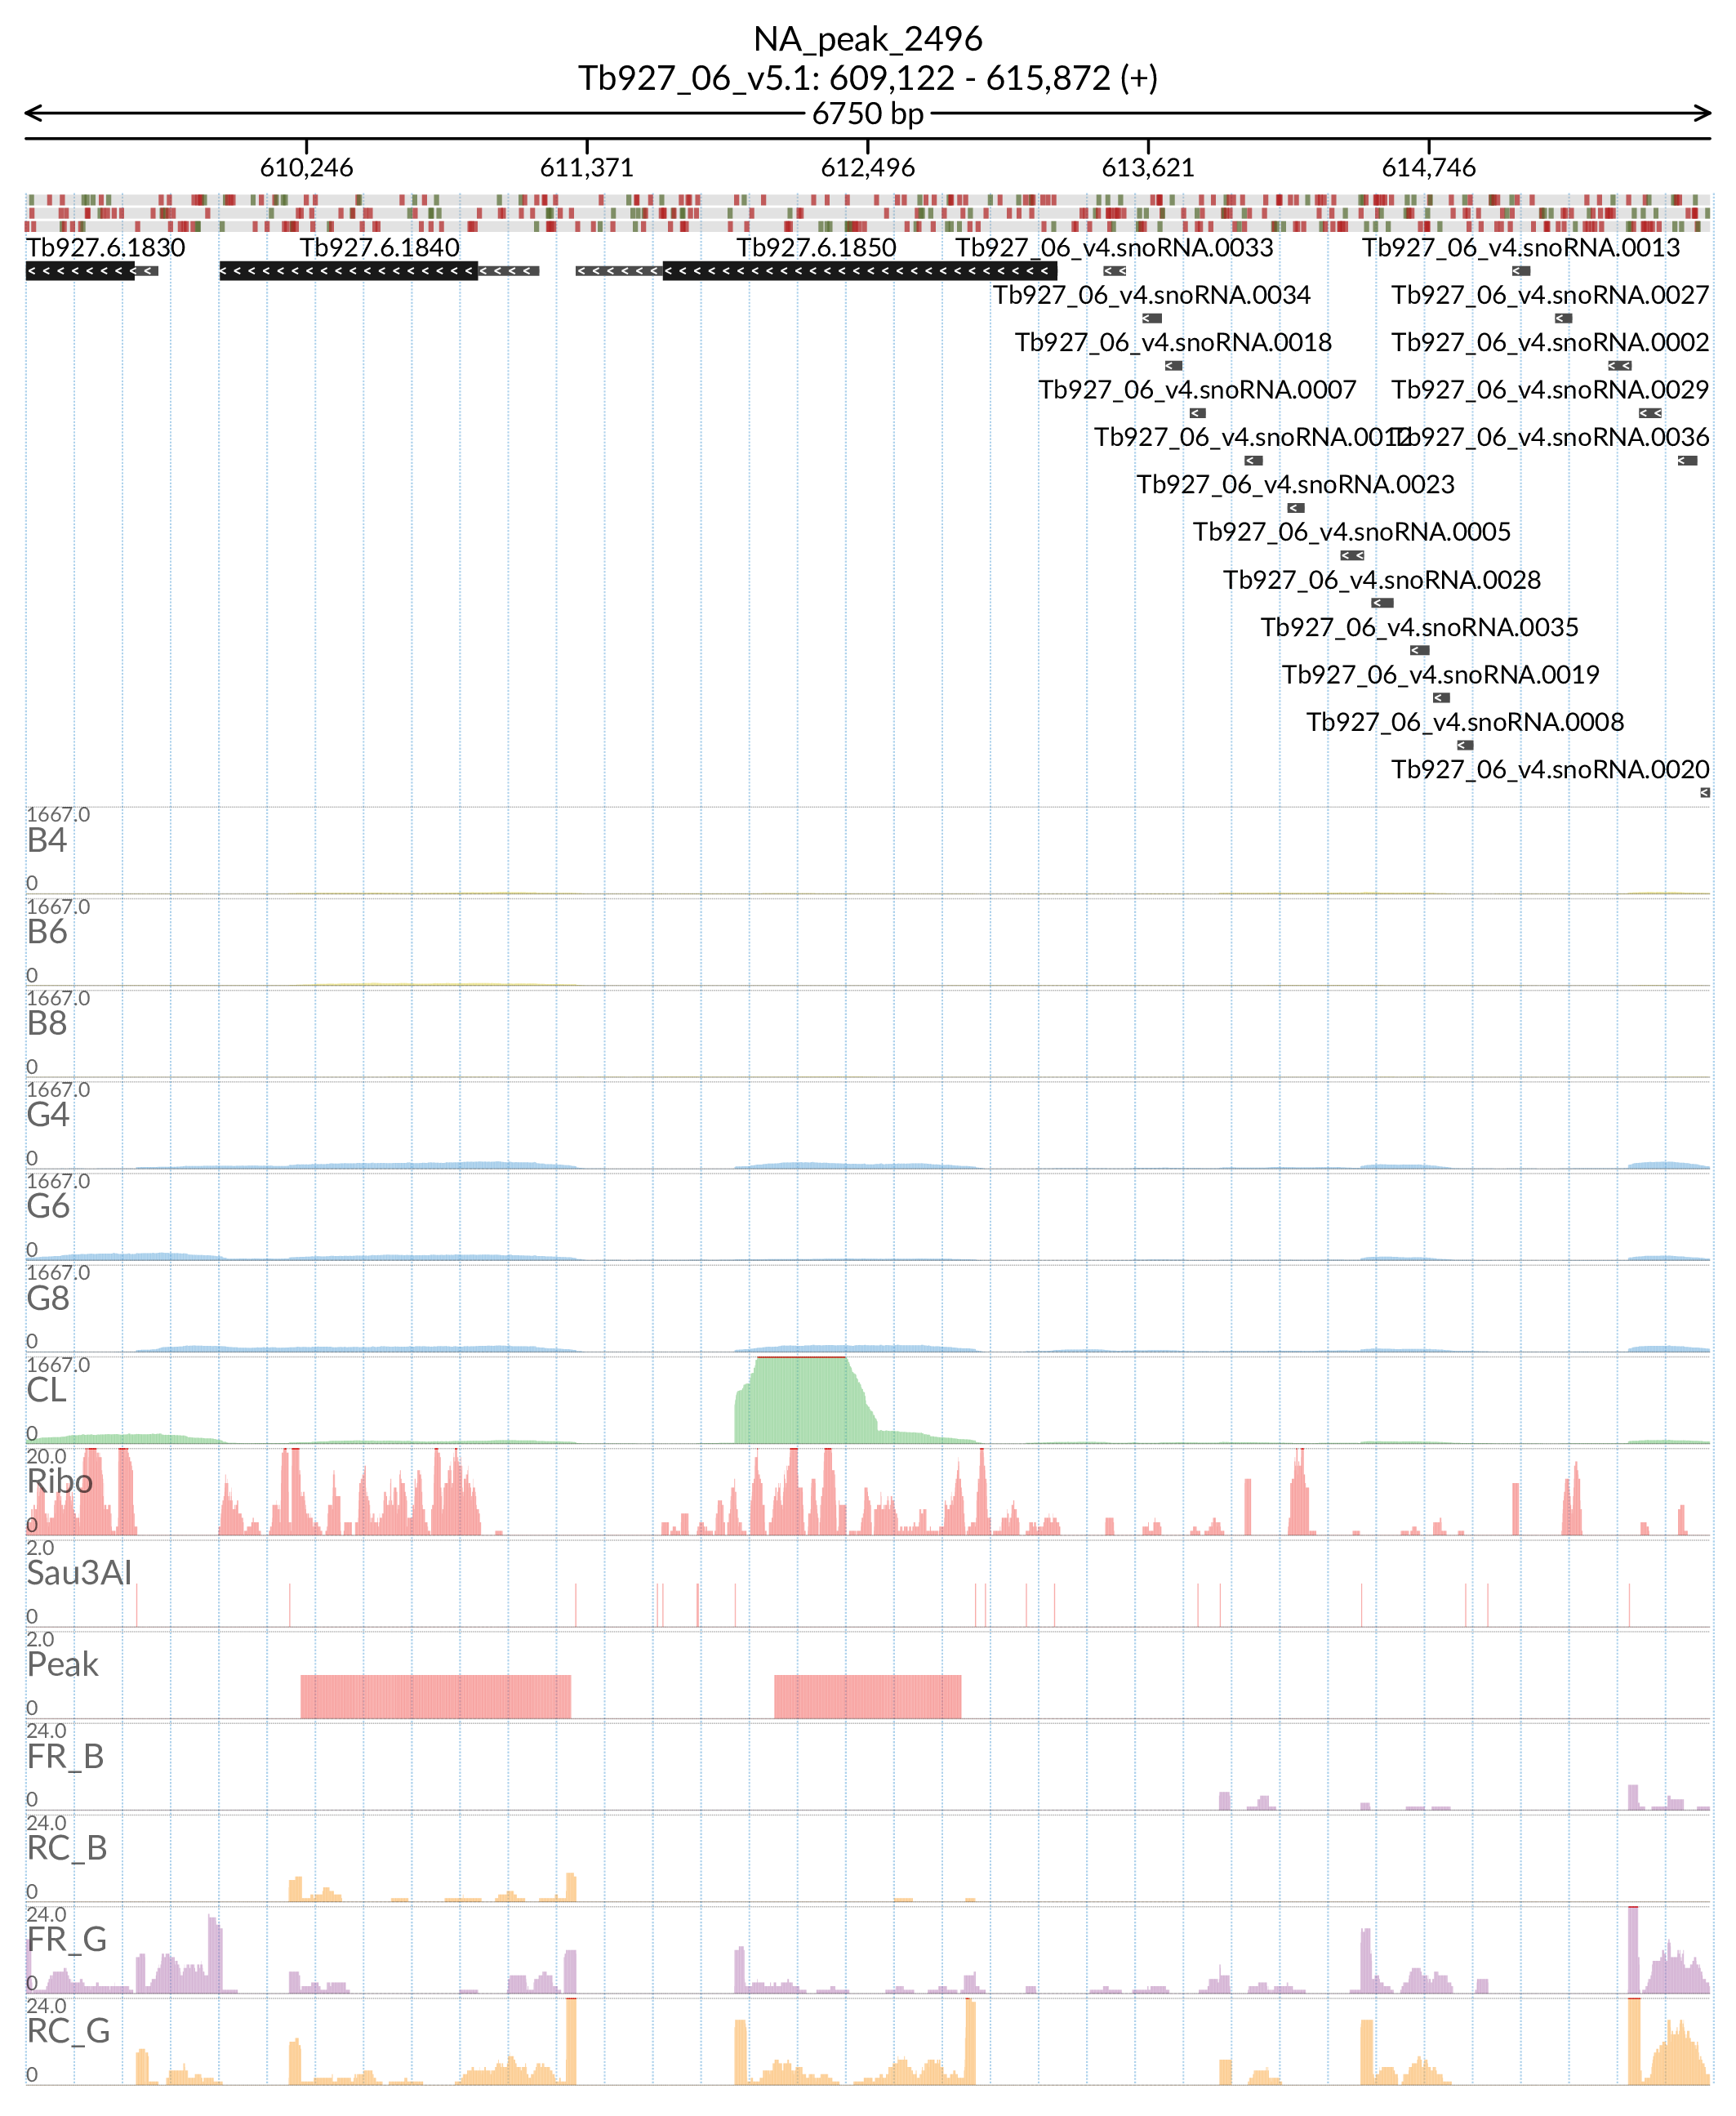 NA_peak_2496
Tb927_06_v5.1: 609,122 - 615,872 (+)
6750 bp
610,246 611,371 612,496 613,621 614,746
Tb927.6.1830 Tb927.6.1840 Tb927.6.1850 Tb927_06_v4.snoRNA.0033 Tb927_06_v4.snoRNA.0013
Tb927_06_v4.snoRNA.0034 Tb927_06_v4.snoRNA.0027
Tb927_06_v4.snoRNA.0018 Tb927_06_v4.snoRNA.0002
Tb927_06_v4.snoRNA.0007 Tb927_06_v4.snoRNA.0029
Tb927_06_v4.snoRNA.0012 Tb927_06_v4.snoRNA.0036
Tb927_06_v4.snoRNA.0023
Tb927_06_v4.snoRNA.0005
Tb927_06_v4.snoRNA.0028
Tb927_06_v4.snoRNA.0035
Tb927_06_v4.snoRNA.0019
Tb927_06_v4.snoRNA.0008
Tb927_06_v4.snoRNA.0020
1667.0
B4
0
1667.0
B6
0
1667.0
B8
0
1667.0
G4
0
1667.0
G6
0
1667.0
G8
0
1667.0
CL
0
20.0
Ribo
0
2.0
Sau3AI
0
2.0
Peak
0
24.0
FR_B
0
24.0
RC_B
0
24.0
FR_G
0
24.0
RC_G
0